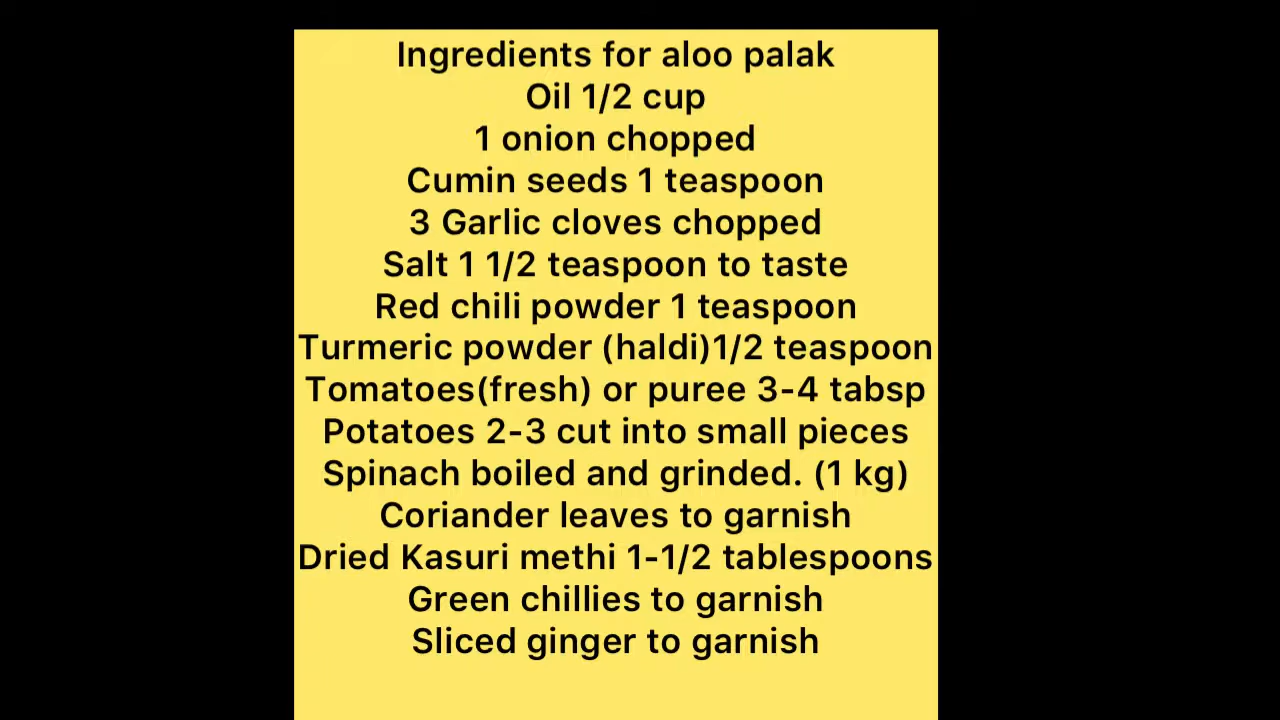 Ingredients for aloo palak
Oil 1/2 cup
1 onion chopped
Cumin seeds 1 teaspoon
3 Garlic cloves chopped
Salt 1 1/2 teaspoon to taste
Red chili powder 1 teaspoon
Turmeric powder (haldi)1/2 teaspoon
Tomatoes(fresh) or puree 3-4 tabsp
Potatoes 2-3 cut into small pieces
Spinach boiled and grinded. (1 kg)
Coriander leaves to garnish
Dried Kasuri methi 1-1/2 tablespoons
Green chillies to garnish
Sliced ginger to garnish